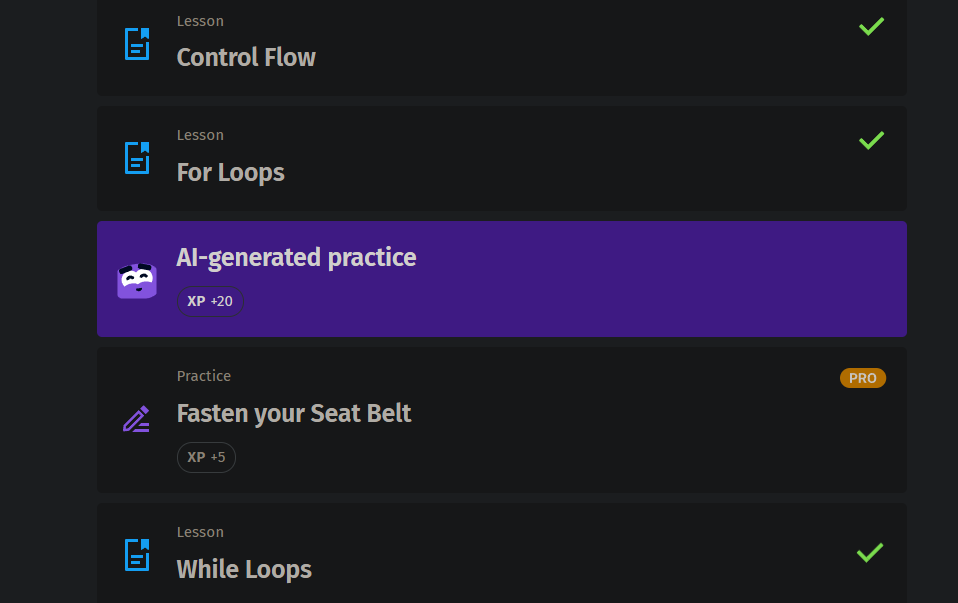 Lesson
Control Flow
Lesson
For Loops
AI-generated practice
XP +20
Practice
PRO
Fasten your Seat Belt
XP +5
Lesson
While Loops